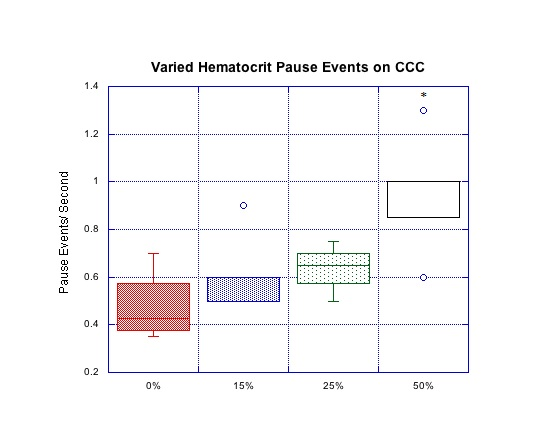 Varied Hematocrit Pause Events on CCC
1.4
*
1.2
1
0.8
0.6
0.4
0.2
Pause Events/ Second
0% 15% 25% 50%